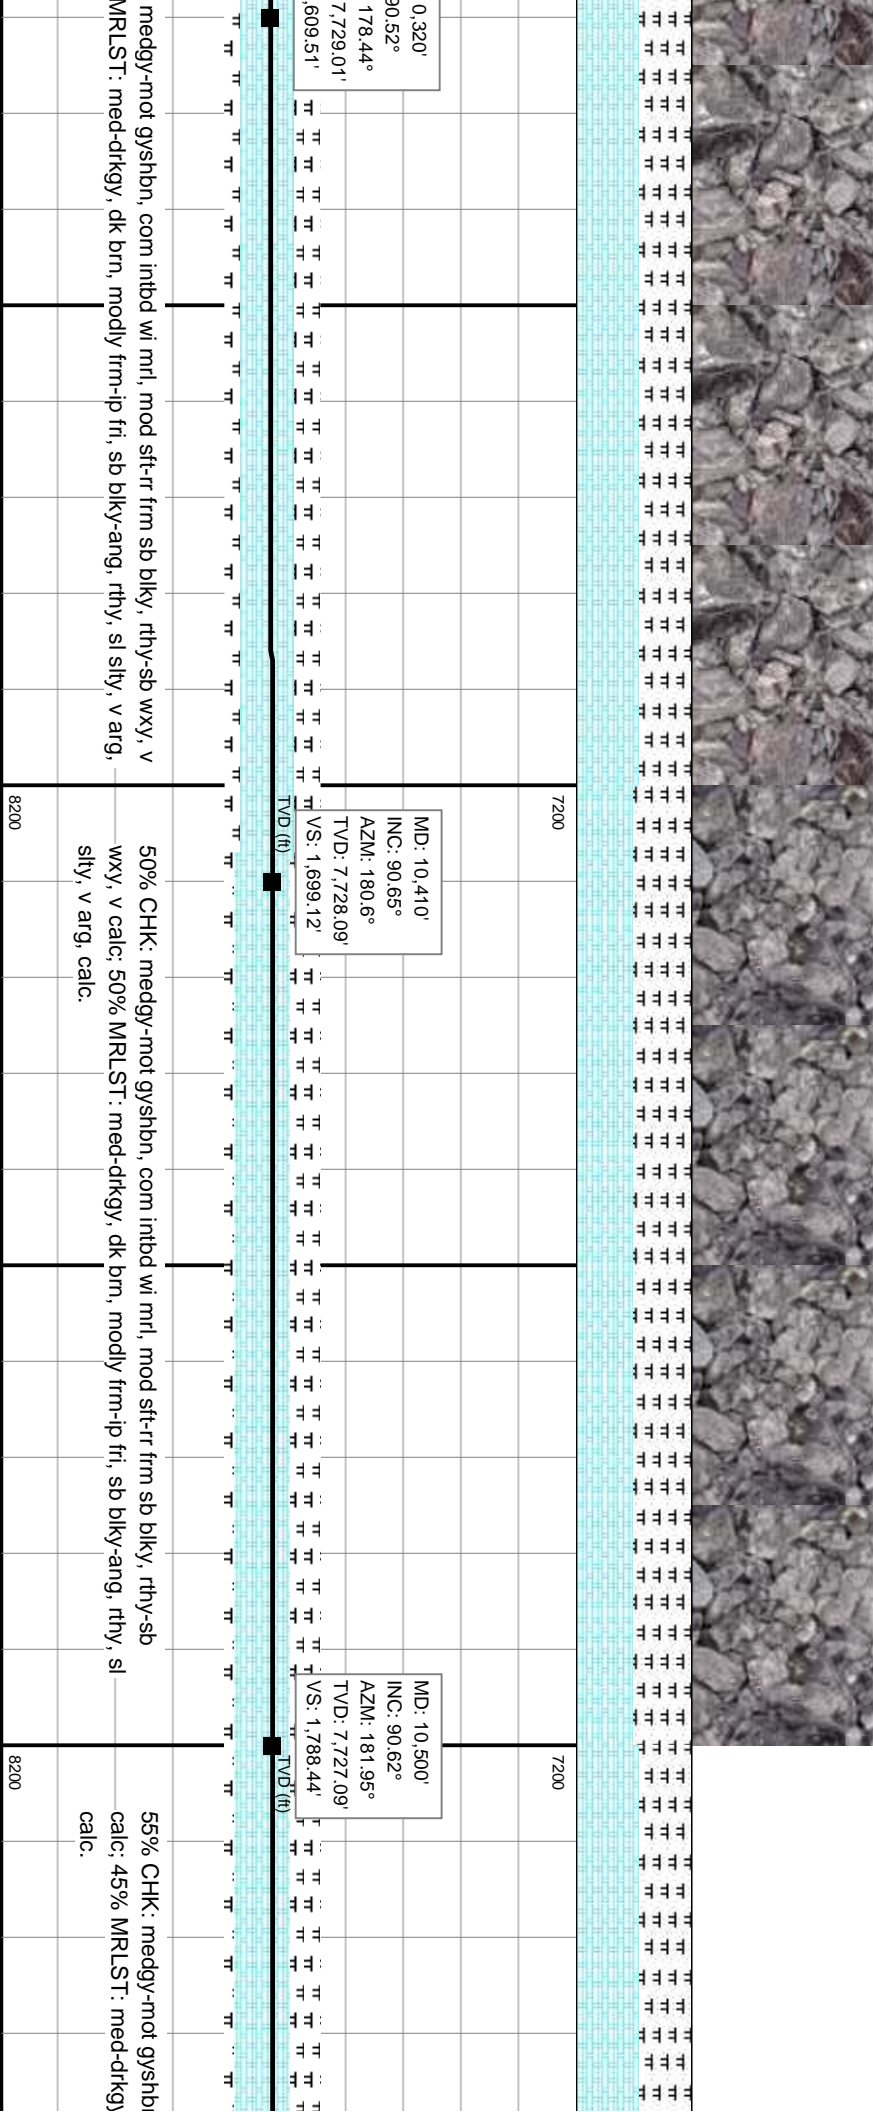 0,320'
90.52°
178.44°
7,729.01'
,609.51'
medgy-mot gyshbn, com intbd wi mrl, mod sft-rr frm sb blky, rthy-sb wxy, v
MRLST: med-drkgy, dk brn, modly frm-ip fri, sb blky-ang, rthy, sl slty, v arg,
7200
MD: 10,410'
INC: 90.65°
AZM: 180.6°
TVD: 7,728.09'
VS: 1,699.12'
TVD (ft)
8200
50% CHK: medgy-mot gyshbn, com intbd wi mrl, mod sft-rr frm sb blky, rthy-sb
wxy, v calc; 50% MRLST: med-drkgy, dk brn, modly frm-ip fri, sb blky-ang, rthy, sl
slty, v arg, calc.
7200
MD: 10,500'
INC: 90.62°
AZM: 181.95°
TVD: 7,727.09'
VS: 1,788.44'
TVD (ft)
8200
55% CHK: medgy-mot gyshbn
calc; 45% MRLST: med-drkgy
calc.